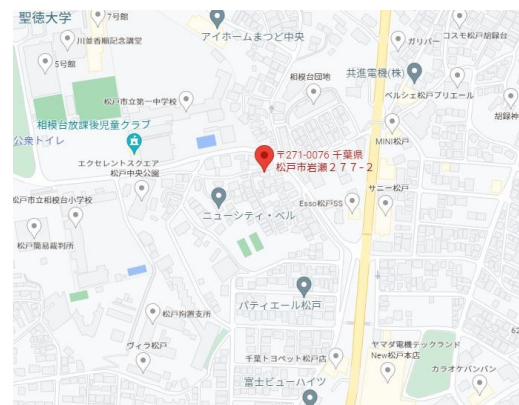 聖徳大学
7号館
川並香順記念講堂
アイホームまつど中央
ガリバー
コスモ松戸胡録台
5号館
相模台団地
共進電機(株)
松戸市立第一中学校
ベルシェ松戸プリエール
胡録神
相模台放課後児童クラブ
MINI松戸
公衆トイレ
エクセレントスクエア
松戸中央公園
〒271-0076 千葉県
松戸市岩瀬２７７−２
サニー松戸
松戸市立相模台小学校
Esso松戸SS
ニューシティ・ベル
松戸簡易裁判所
パティエール松戸
松戸拘置支所
ヴィラ松戸
千葉トヨペット松戸店
ヤマダ電機テックランド
New松戸本店
富士ビューハイツ
カラオケバンバン
62